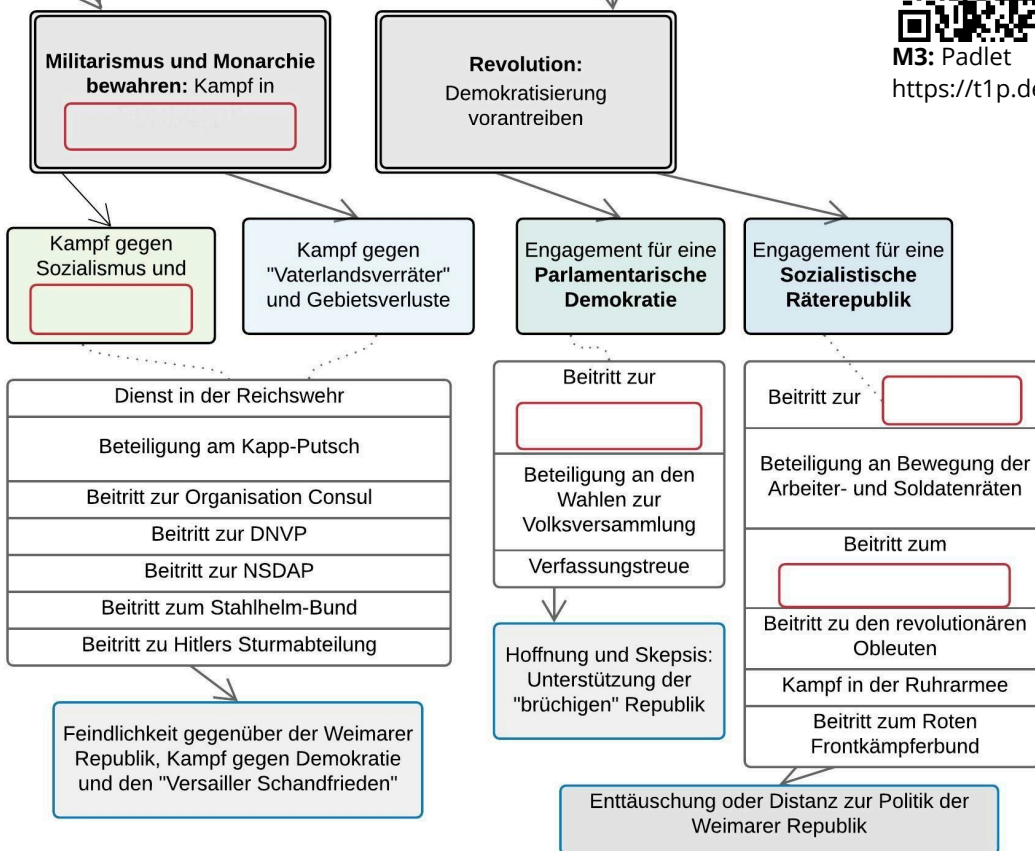 M3: Padlet
https://t1p.de
Militarismus und Monarchie
bewahren: Kampf in
Revolution:
Demokratisierung
vorantreiben
Kampf gegen
Sozialismus und
Kampf gegen
"Vaterlandsverräter"
und Gebietsverluste
Engagement für eine
Parlamentarische
Demokratie
Engagement für eine
Sozialistische
Räterepublik
Dienst in der Reichswehr
Beteiligung am Kapp-Putsch
Beitritt zur Organisation Consul
Beitritt zur DNVP
Beitritt zur NSDAP
Beitritt zum Stahlhelm-Bund
Beitritt zu Hitlers Sturmabteilung
Feindlichkeit gegenüber der Weimarer
Republik, Kampf gegen Demokratie
und den "Versailler Schandfrieden"
Beitritt zur
Beteiligung an den
Wahlen zur
Volksversammlung
Verfassungstreue
Hoffnung und Skepsis:
Unterstützung der
"brüchigen" Republik
Beitritt zur
Beteiligung an Bewegung der
Arbeiter- und Soldatenräten
Beitritt zum
Beitritt zu den revolutionären
Obleuten
Kampf in der Ruhrarmee
Beitritt zum Roten
Frontkämpferbund
Enttäuschung oder Distanz zur Politik der
Weimarer Republik